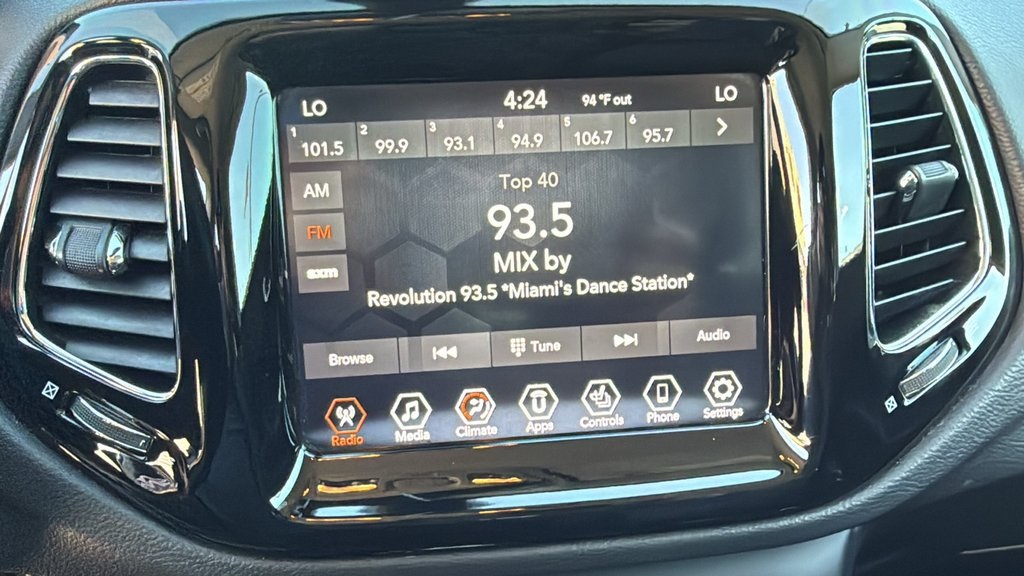 LO 4:24 94 °F out LO
1 101.5 2 99.9 3 93.1 4 94.9 5 106.7 6 95.7
AM
Top 40
FM
93.5
MIX by
sxm
Revolution 93.5 *Miami's Dance Station*
Browse Tune Audio
Radio Media Climate Apps Controls Phone Settings